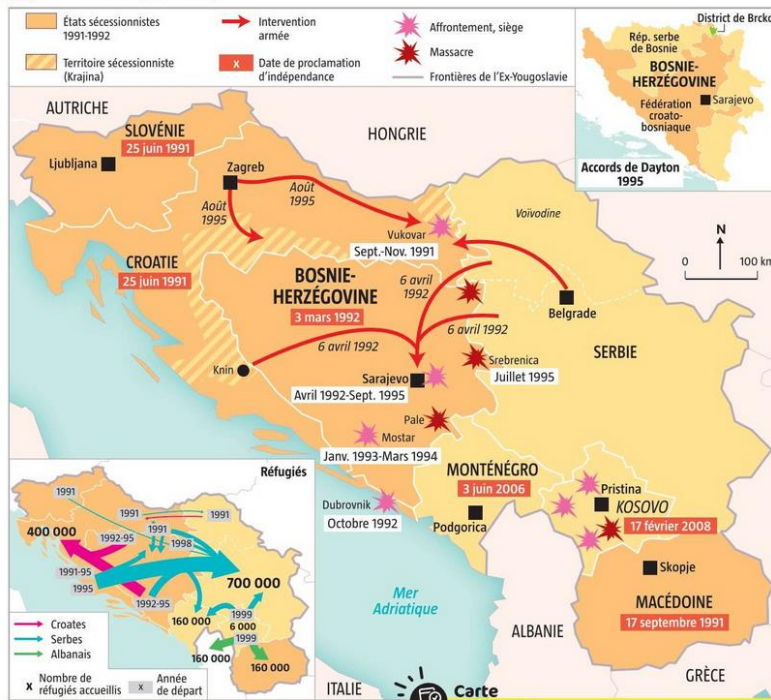 États sécessionnistes
1991-1992
Territoire sécessionniste
(Krajina)
Intervention
armée
X
Date de proclamation
d'indépendance
Affrontement, siège
Massacre
Frontières de l'Ex-Yougoslavie
District de Brcko
Rép. serbe
de Bosnie
BOSNIE-
HERZÉGOVINE
Sarajevo
Fédération
croato-
bosniaque
Accords de Dayton
1995
AUTRICHE
HONGRIE
SLOVÉNIE
25 juin 1991
Ljubljana
Zagreb
Août
1995
Août
1995
Vukovar
Sept.-Nov. 1991
Voïvodine
N
0
100 km
CROATIE
25 juin 1991
BOSNIE-
HERZÉGOVINE
3 mars 1992
6 avril
1992
6 avril 1992
6 avril 1992
Belgrade
SERBIE
Knin
Sarajevo
Avril 1992-Sept. 1995
Srebrenica
Juillet 1995
Pale
Mostar
Janv. 1993-Mars 1994
Dubrovnik
Octobre 1992
MONTÉNÉGRO
3 juin 2006
Podgorica
Pristina
KOSOVO
17 février 2008
Skopje
MACÉDOINE
17 septembre 1991
Mer
Adriatique
ALBANIE
ITALIE
GRÈCE
Carte
Réfugiés
1991
1991
1991
1991
1998
400 000
1992-95
1991-95
1995
1992-95
700 000
160 000
1999
6 000
1999
160 000
160 000
Croates
Serbes
Albanais
x
Nombre de
réfugiés accueillis
x
Année
de départ